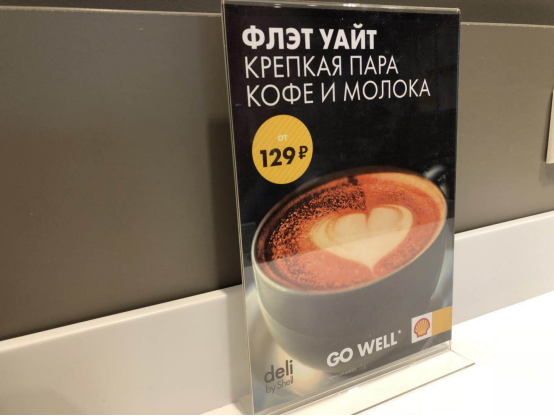 ФЛЭТ УАЙТ
КРЕПКАЯ ПАРА
КОФЕ И МОЛОКА
ОТ
129 ₽
GO WELL*
deli
by Shell